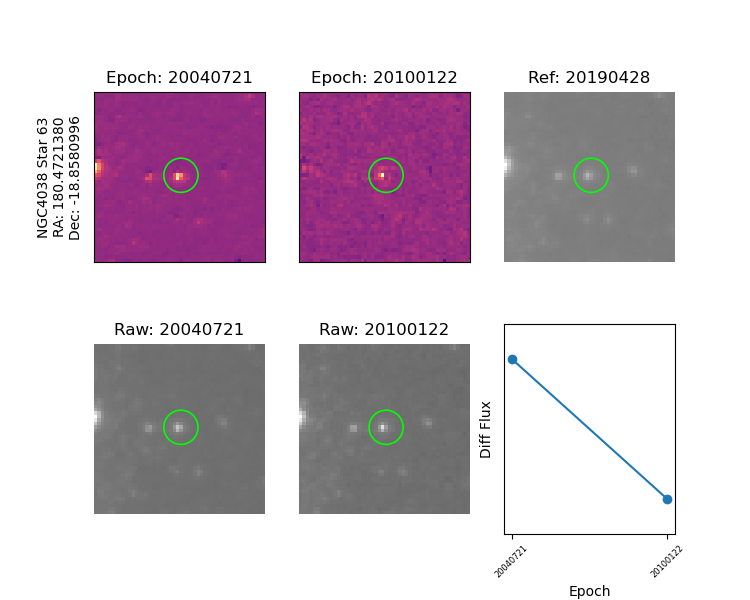 Epoch: 20040721
Epoch: 20100122
Ref: 20190428
NGC4038 Star 63
RA: 180.4721380
Dec: -18.8580996
Raw: 20040721
Raw: 20100122
Diff Flux
20040721
20100122
Epoch